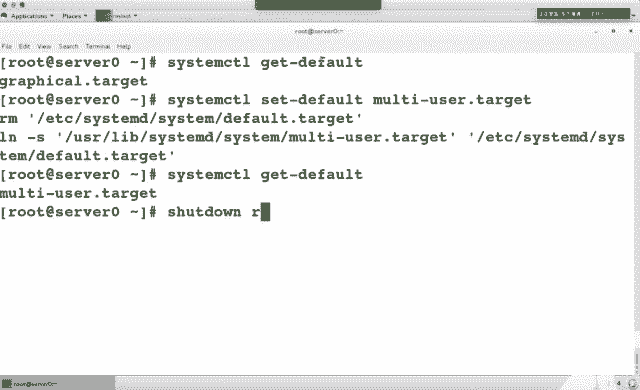 Applications Places
root@server0:~
File Edit View Search Terminal Help
[root@server0 ~]# systemctl get-default
graphical.target
[root@server0 ~]# systemctl set-default multi-user.target
rm '/etc/systemd/system/default.target'
ln -s '/usr/lib/systemd/system/multi-user.target' '/etc/systemd/sys
tem/default.target'
[root@server0 ~]# systemctl get-default
multi-user.target
[root@server0 ~]# shutdown r
root@server0:~